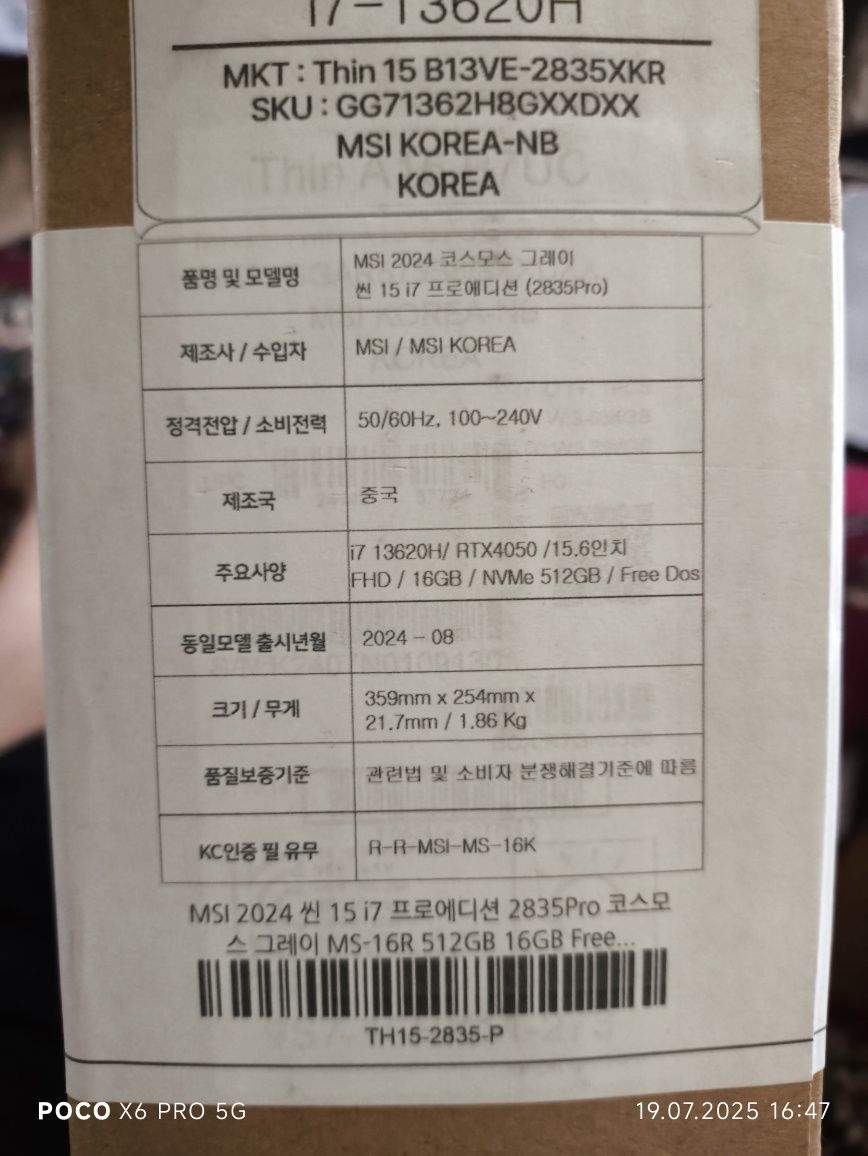 i7-13620H
MKT : Thin 15 B13VE-2835XKR
SKU : GG71362H8GXXDXX
MSI KOREA-NB
KOREA
품명 및 모델명
MSI 2024 코스모스 그레이
씬 15 i7 프로에디션 (2835Pro)
제조사 / 수입자
MSI / MSI KOREA
정격전압 / 소비전력
50/60Hz, 100~240V
제조국
중국
주요사양
i7 13620H/ RTX4050 /15.6인치
FHD / 16GB / NVMe 512GB / Free Dos
동일모델 출시년월
2024 - 08
크기 / 무게
359mm x 254mm x
21.7mm / 1.86 Kg
품질보증기준
관련법 및 소비자 분쟁해결기준에 따름
KC인증 필 유무
R-R-MSI-MS-16K
MSI 2024 씬 15 i7 프로에디션 2835Pro 코스모
스 그레이 MS-16R 512GB 16GB Free...
TH15-2835-P
POCO X6 PRO 5G
19.07.2025 16:47